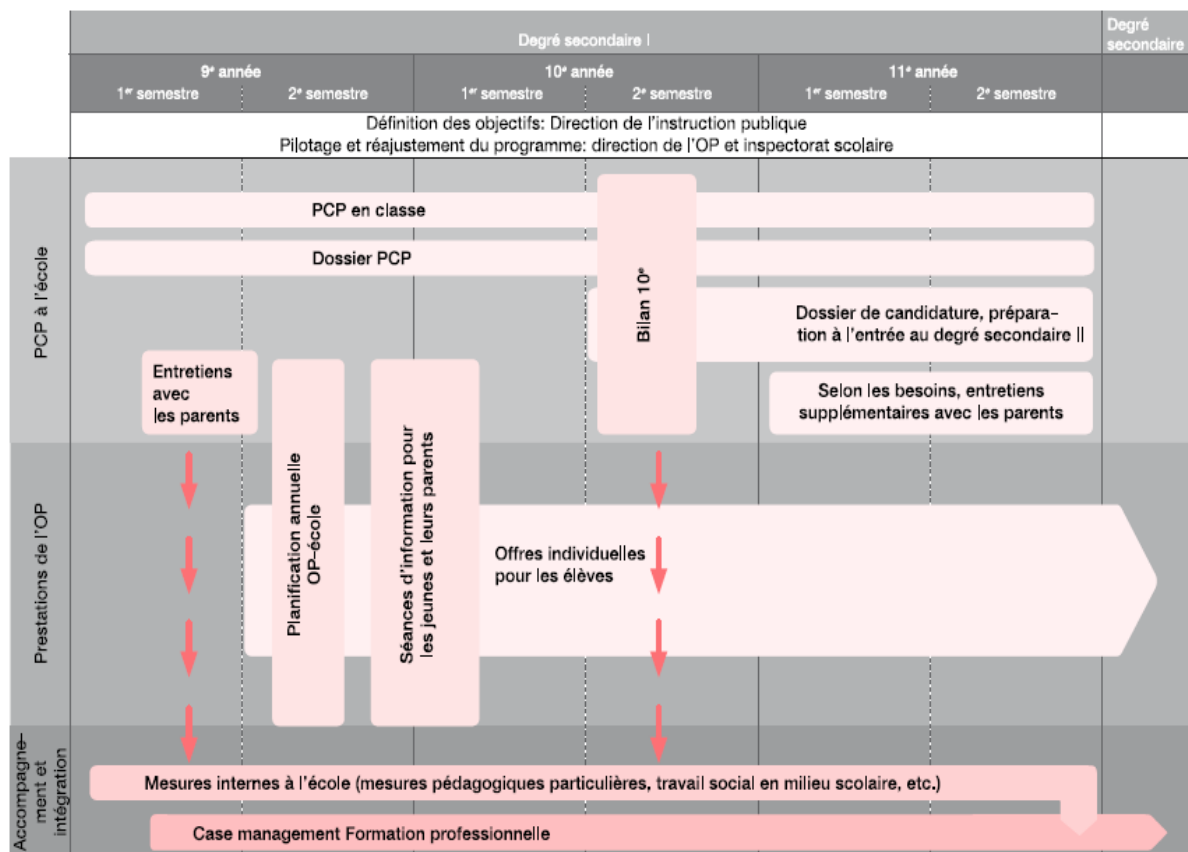 Degré secondaire I
Degré
secondaire
9e année
10e année
11e année
1er semestre
2e semestre
1er semestre
2e semestre
1er semestre
2e semestre
Définition des objectifs: Direction de l'instruction publique
Pilotage et réajustement du programme: direction de l'OP et inspectorat scolaire
PCP à l'école
PCP en classe
Dossier PCP
Bilan 10e
Dossier de candidature, prépara-
tion à l'entrée au degré secondaire II
Entretiens
avec
les parents
Selon les besoins, entretiens
supplémentaires avec les parents
Prestations de l'OP
Planification annuelle
OP–école
Séances d'information pour
les jeunes et leurs parents
Offres individuelles
pour les élèves
Accompagne-
ment et
intégration
Mesures internes à l'école (mesures pédagogiques particulières, travail social en milieu scolaire, etc.)
Case management Formation professionnelle